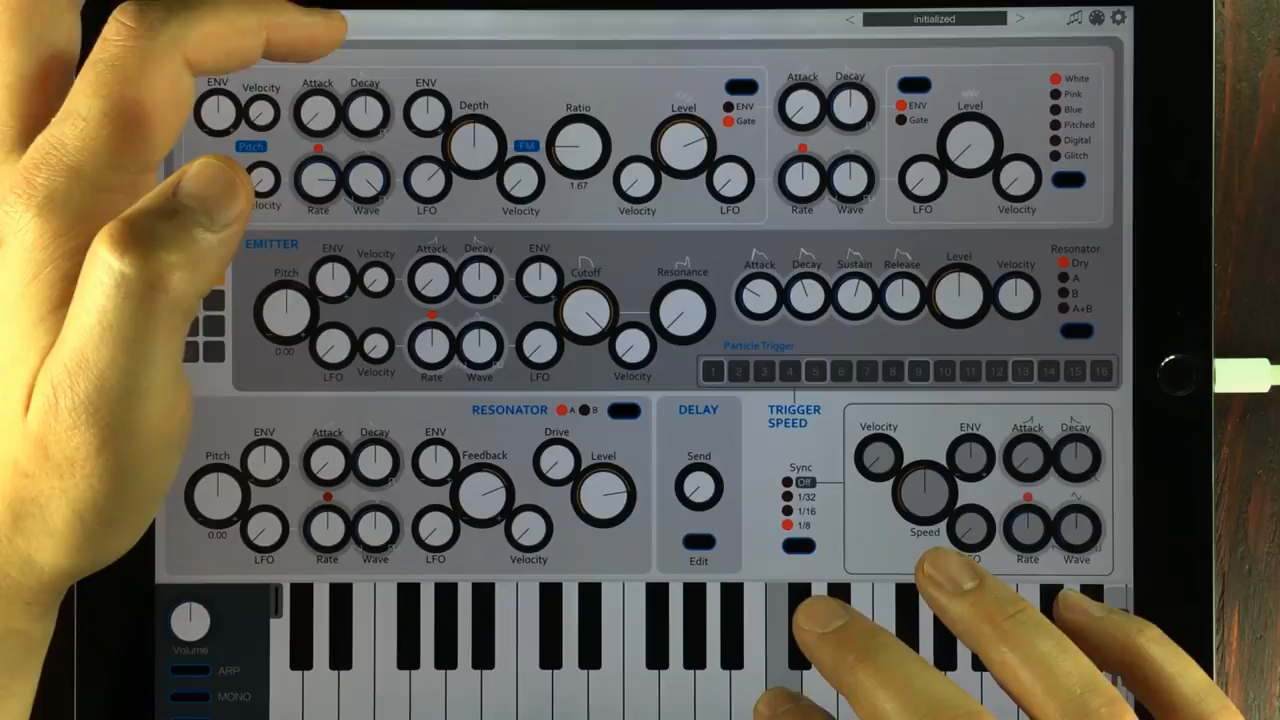 < initialized >
ENV Velocity Attack Decay ENV Depth Ratio Level ENV Gate Attack Decay ENV Gate Level White
Pink
Blue
Pitched
Digital
Glitch
Pitch FM
1.67
Rate Wave LFO Velocity Velocity LFO Rate Wave LFO Velocity
EMITTER
Pitch ENV Velocity Attack Decay ENV Cutoff Resonance Attack Decay Sustain Release Level Velocity Resonator
Dry
A
B
A+B
0.00
LFO Velocity Rate Wave LFO Velocity
Particle Trigger
1 2 3 4 5 6 7 8 9 10 11 12 13 14 15 16
RESONATOR A B DELAY TRIGGER
SPEED
Pitch ENV Attack Decay ENV Feedback Drive Level Send Sync Velocity ENV Attack Decay
Off
1/32
1/16
1/8
0.00
LFO Rate Wave LFO Velocity Edit Speed Rate Wave
Volume
ARP
MONO